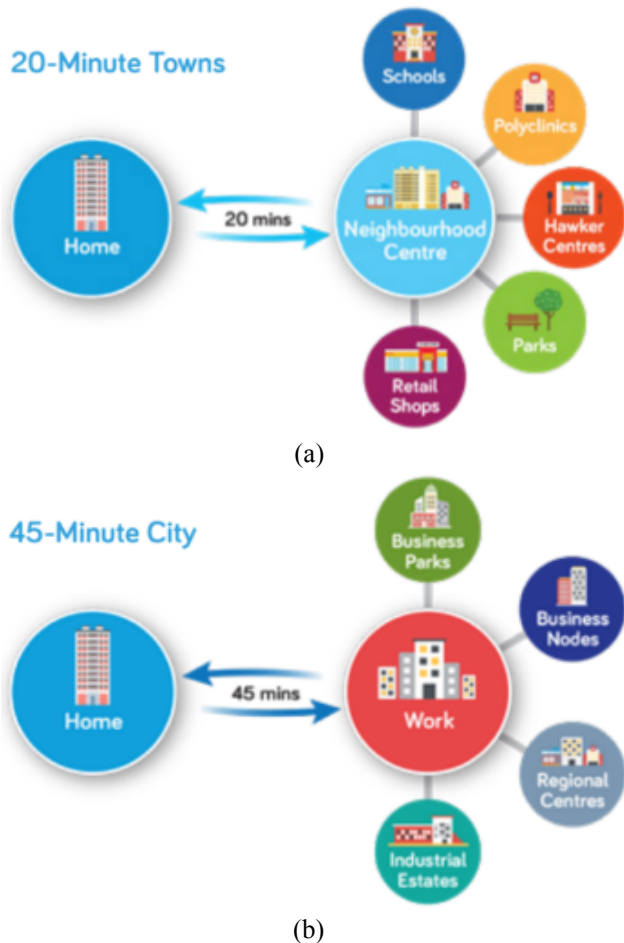 20-Minute Towns
Schools
Polyclinics
Home
20 mins
Neighbourhood
Centre
Hawker
Centres
Parks
Retail
Shops
(a)
45-Minute City
Business
Parks
Business
Nodes
Home
45 mins
Work
Regional
Centres
Industrial
Estates
(b)